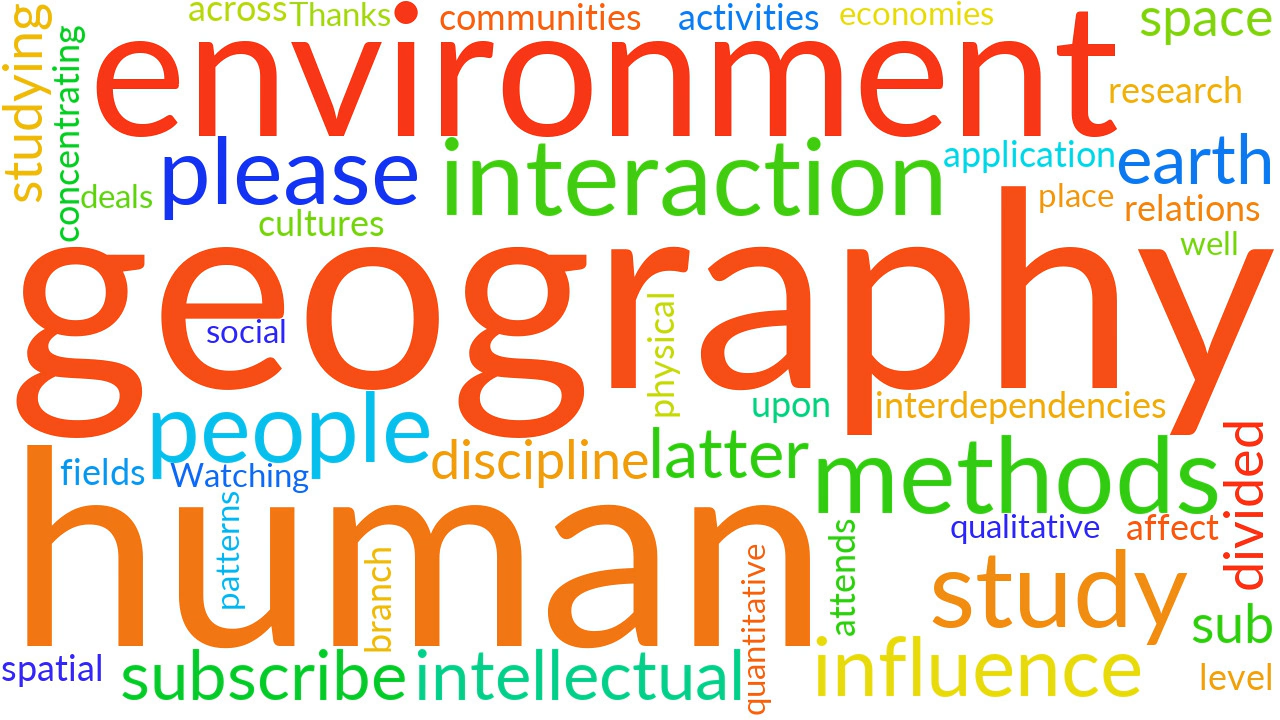 across Thanks communities activities economies space
studying
concentrating
environment
research
please interaction application earth
deals
place relations
cultures
well
geography
social
physical
upon interdependencies
people
discipline latter methods
divided
fields Watching
human
patterns
branch
quantitative
attends
qualitative affect
study
sub
spatial subscribe intellectual influence level